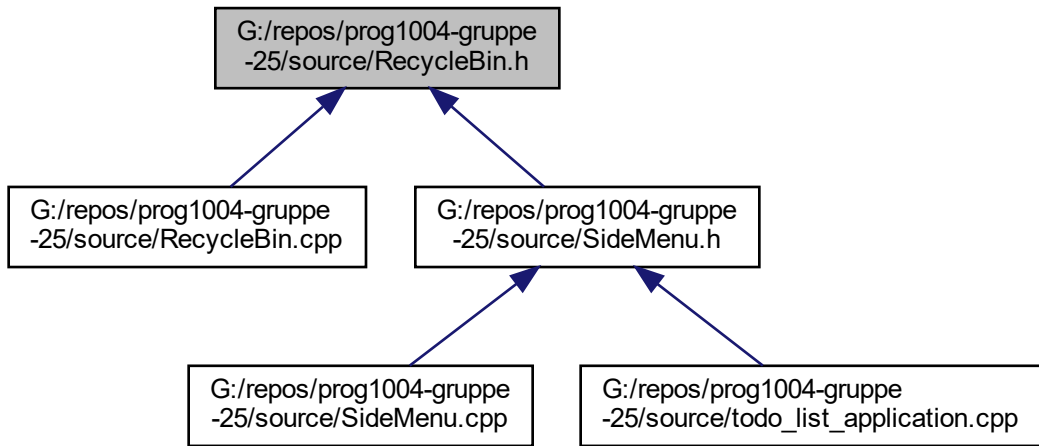 G:/repos/prog1004-gruppe
-25/source/RecycleBin.h
G:/repos/prog1004-gruppe
-25/source/RecycleBin.cpp
G:/repos/prog1004-gruppe
-25/source/SideMenu.h
G:/repos/prog1004-gruppe
-25/source/SideMenu.cpp
G:/repos/prog1004-gruppe
-25/source/todo_list_application.cpp